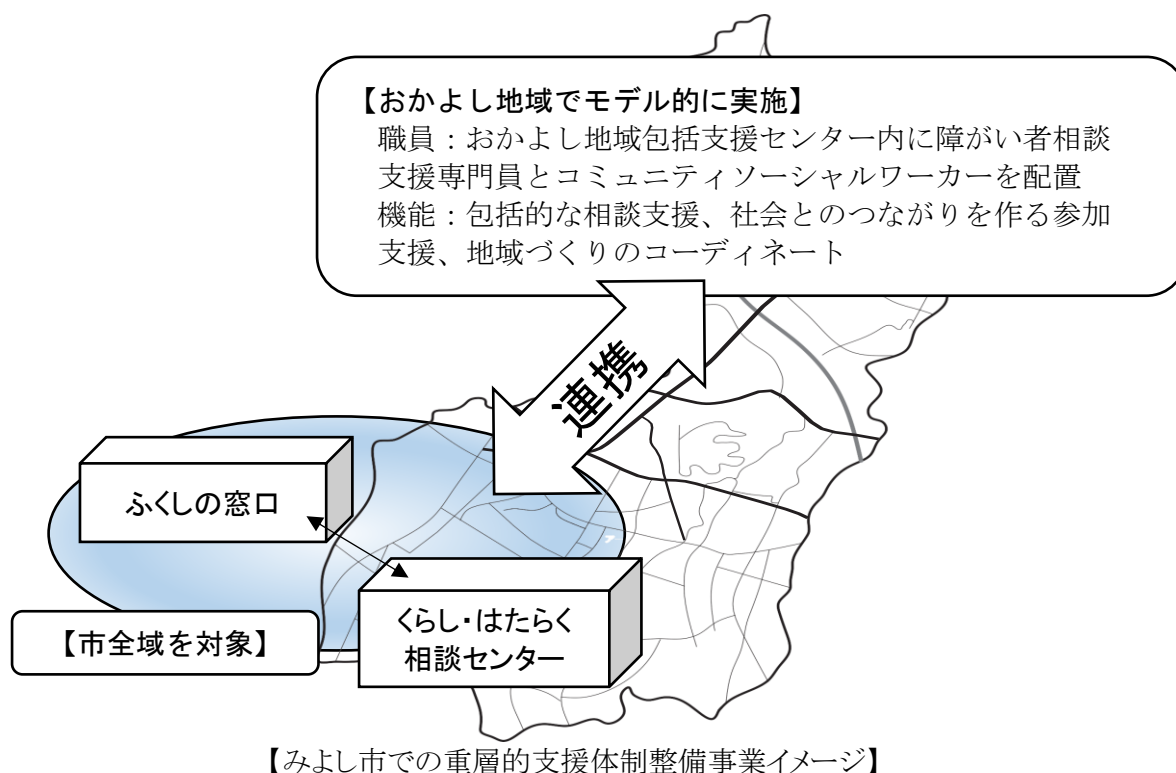 【おかよし地域でモデル的に実施】
職員：おかよし地域包括支援センター内に障がい者相談
支援専門員とコミュニティソーシャルワーカーを配置
機能：包括的な相談支援、社会とのつながりを作る参加
支援、地域づくりのコーディネート
連携
ふくしの窓口
くらし・はたらく
相談センター
【市全域を対象】
【みよし市での重層的支援体制整備事業イメージ】